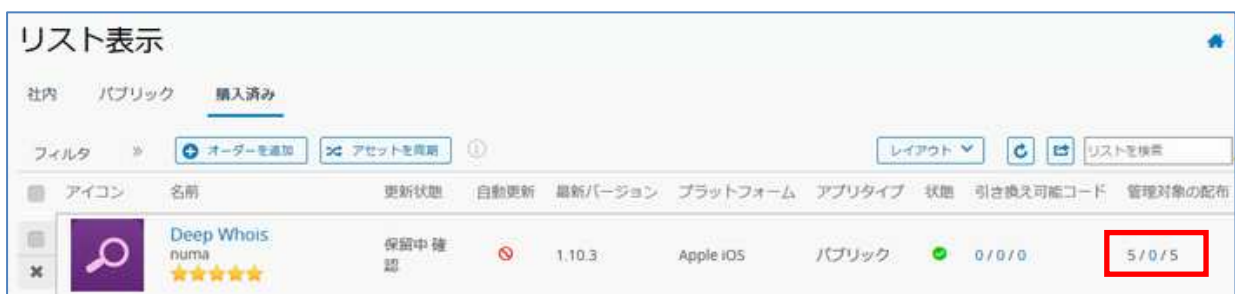 リスト表示
社内 パブリック 購入済み
フィルタ » オーダーを追加 アセットを同期 レイアウト リストを検索
アイコン 名前 更新状態 自動更新 最新バージョン プラットフォーム アプリタイプ 状態 引き換え可能コード 管理対象の配布
Deep Whois
numa
保留中 確
認
1.10.3 Apple iOS パブリック 0/0/0 5/0/5